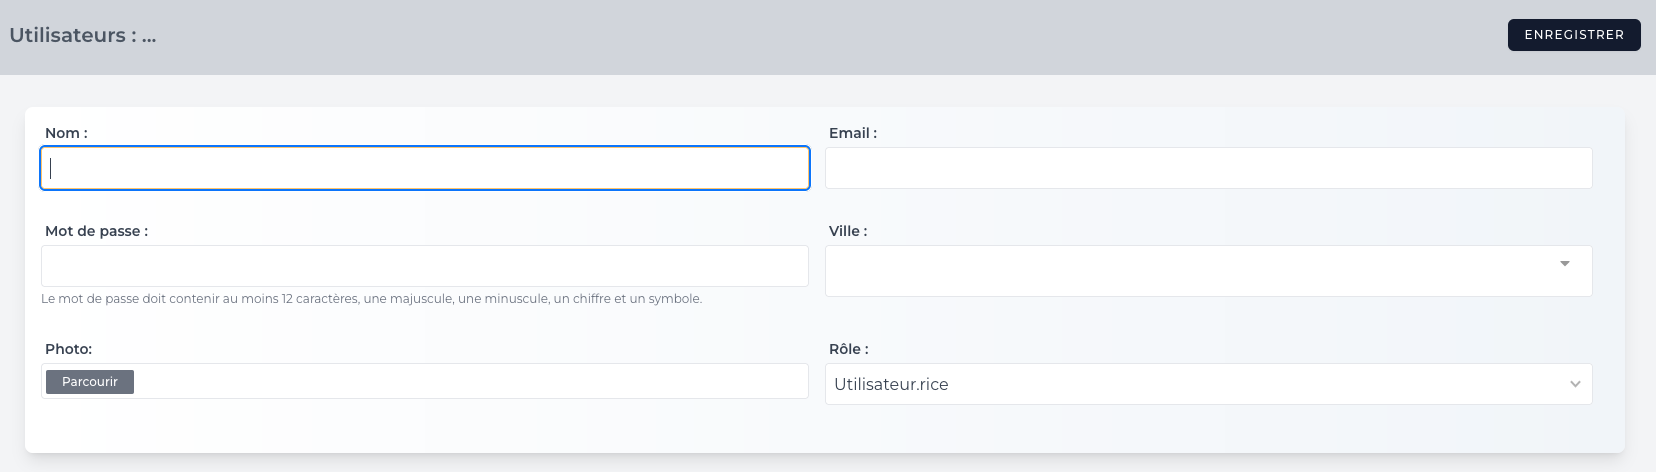 Utilisateurs : ...
ENREGISTRER
Nom :
Email :
Mot de passe :
Ville :
Le mot de passe doit contenir au moins 12 caractères, une majuscule, une minuscule, un chiffre et un symbole.
Photo:
Rôle :
Parcourir
Utilisateur.rice